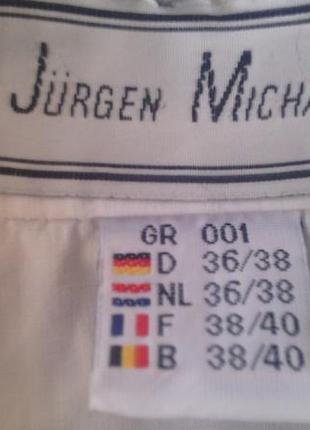 JÜRGEN MICHA
GR 001
D 36/38
NL 36/38
F 38/40
B 38/40